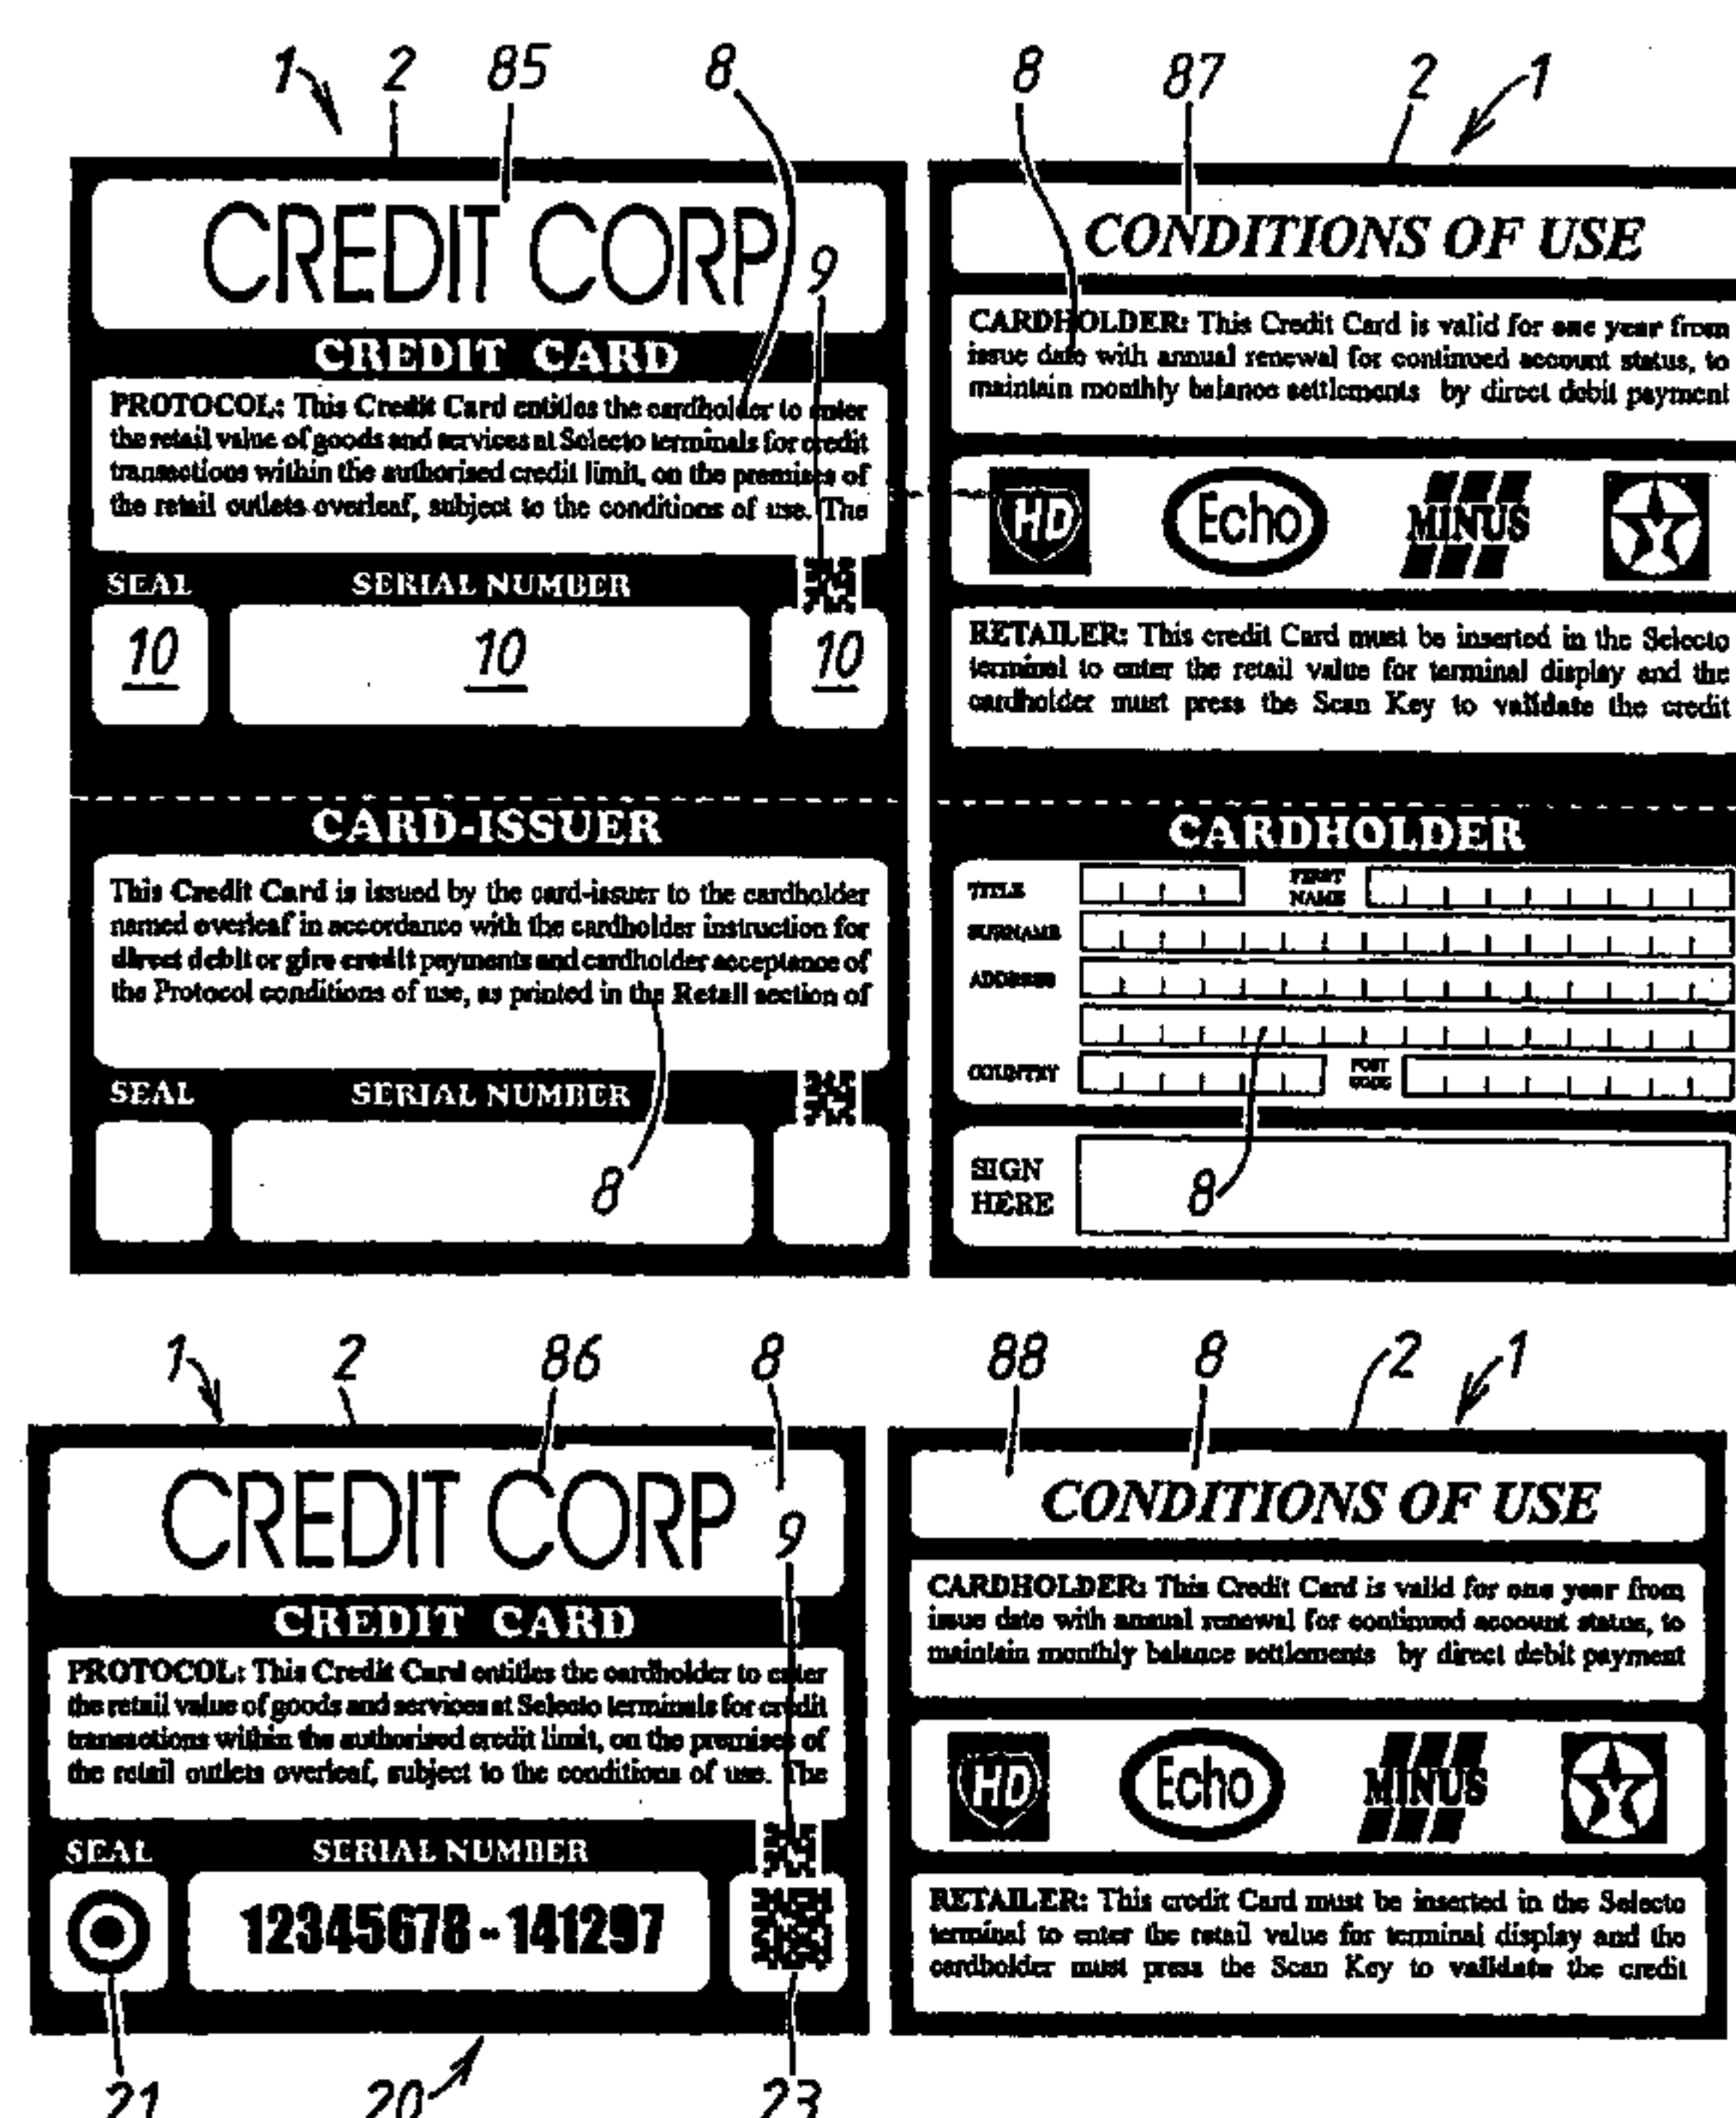 1 2 85 8
CREDIT CORP
9
CREDIT CARD
PROTOCOL: This Credit Card entitles the cardholder to enter
the retail value of goods and services at Selecto terminals for credit
transactions within the authorised credit limit, on the premises of
the retail outlets overleaf, subject to the conditions of use. The
SEAL SERIAL NUMBER
10 10 10
CARD-ISSUER
This Credit Card is issued by the card-issuer to the cardholder
named overleaf in accordance with the cardholder instruction for
direct debit or giro credit payments and cardholder acceptance of
the Protocol conditions of use, as printed in the Retail section of
SEAL SERIAL NUMBER
8
8 87 2 1
CONDITIONS OF USE
CARDHOLDER: This Credit Card is valid for one year from
issue date with annual renewal for continued account status, to
maintain monthly balance settlements by direct debit payment
HD Echo MINUS
RETAILER: This credit Card must be inserted in the Selecto
terminal to enter the retail value for terminal display and the
cardholder must press the Scan Key to validate the credit
CARDHOLDER
TITLE FIRST
NAME
SURNAME
ADDRESS
COUNTRY POST
CODE
SIGN
HERE
8
1 2 86 8
CREDIT CORP
9
CREDIT CARD
PROTOCOL: This Credit Card entitles the cardholder to enter
the retail value of goods and services at Selecto terminals for credit
transactions within the authorised credit limit, on the premises of
the retail outlets overleaf, subject to the conditions of use. The
SEAL SERIAL NUMBER
12345678 - 141297
21 20 23
88 8 2 1
CONDITIONS OF USE
CARDHOLDER: This Credit Card is valid for one year from
issue date with annual renewal for continued account status, to
maintain monthly balance settlements by direct debit payment
HD Echo MINUS
RETAILER: This credit Card must be inserted in the Selecto
terminal to enter the retail value for terminal display and the
cardholder must press the Scan Key to validate the credit